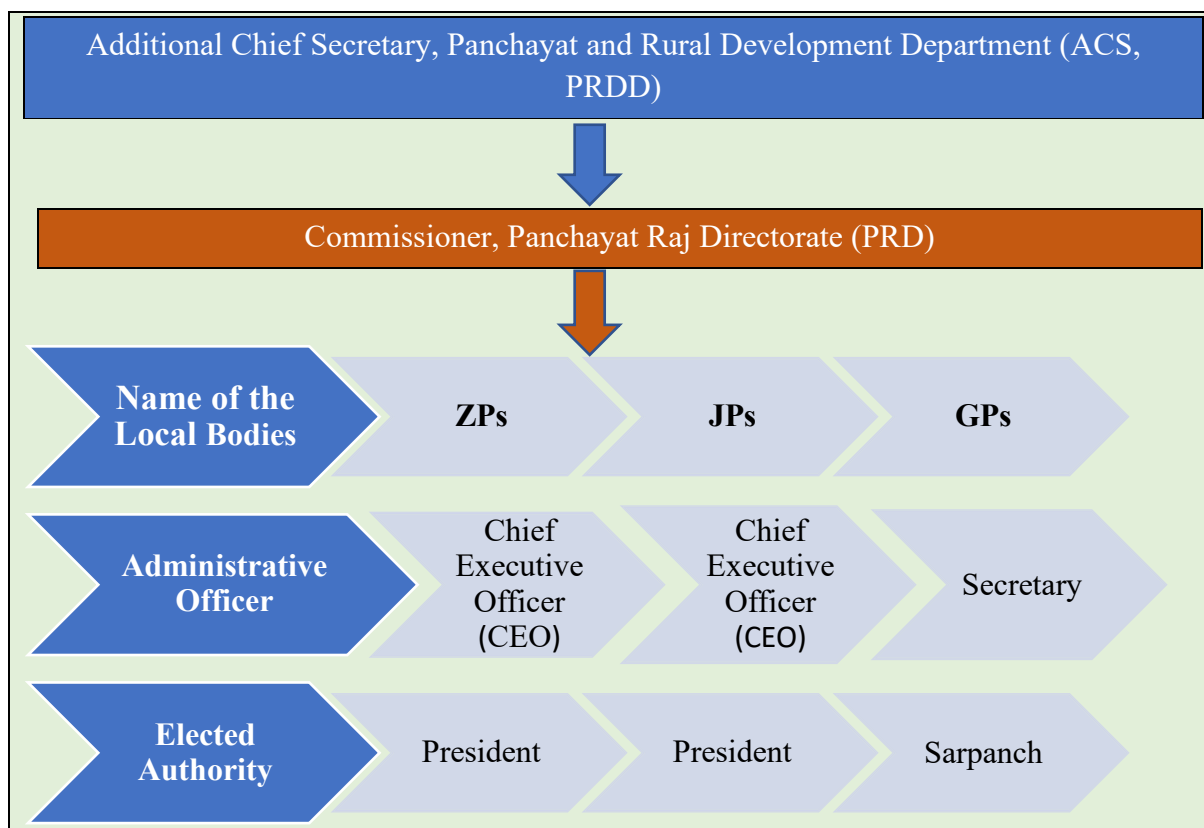 Additional Chief Secretary, Panchayat and Rural Development Department (ACS,
PRDD)
Commissioner, Panchayat Raj Directorate (PRD)
Name of the
Local Bodies
ZPs
JPs
GPs
Administrative
Officer
Chief
Executive
Officer
(CEO)
Chief
Executive
Officer
(CEO)
Secretary
Elected
Authority
President
President
Sarpanch